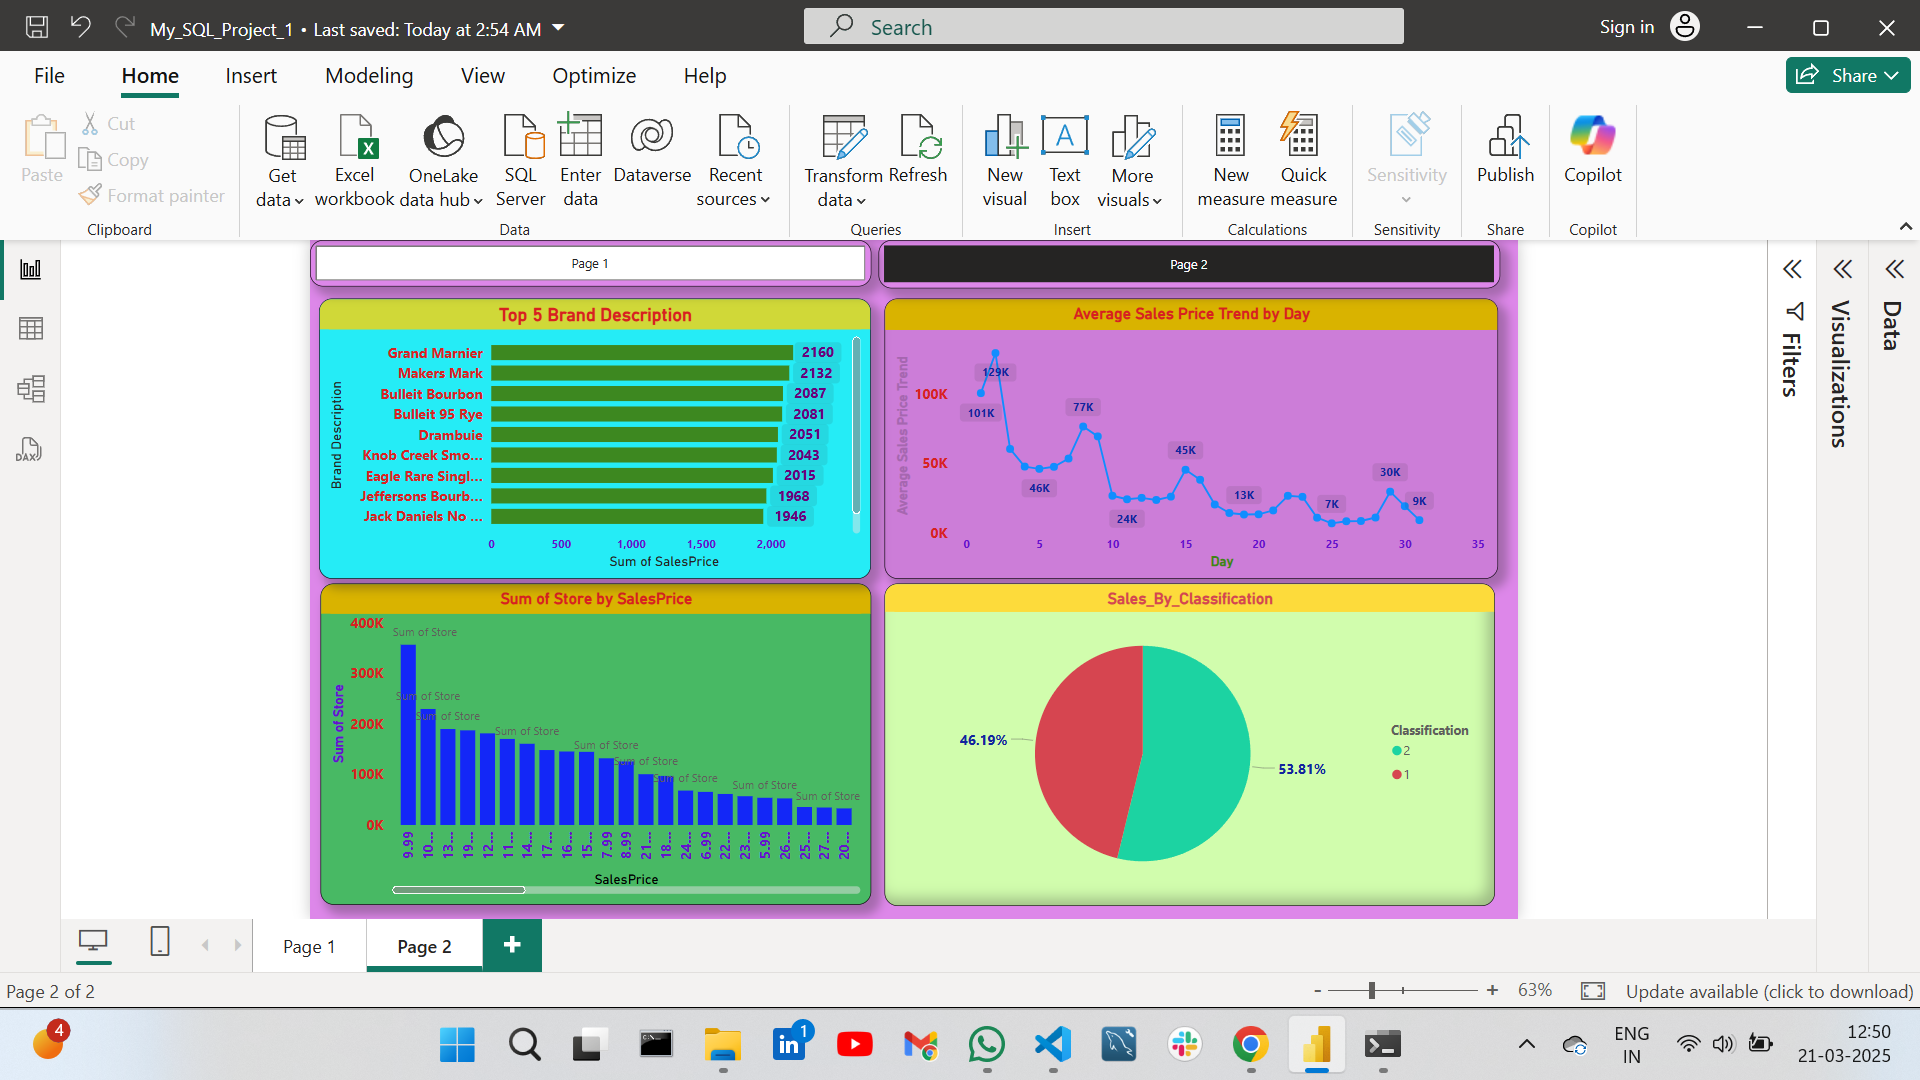 My_SQL_Project_1 • Last saved: Today at 2:54 AM
Search
Sign in
File Home Insert Modeling View Optimize Help
Share
Paste
Cut
Copy
Format painter
Clipboard
Get data
Excel workbook
OneLake data hub
SQL Server
Enter data
Dataverse
Recent sources
Data
Transform data
Refresh
Queries
New visual
Text box
More visuals
Insert
New measure
Quick measure
Calculations
Sensitivity
Sensitivity
Publish
Share
Copilot
Copilot
DAX
Page 1
Page 2
Top 5 Brand Description
Brand Description
Grand Marnier 2160
Makers Mark 2132
Bulleit Bourbon 2087
Bulleit 95 Rye 2081
Drambuie 2051
Knob Creek Smo... 2043
Eagle Rare Singl... 2015
Jeffersons Bourb... 1968
Jack Daniels No ... 1946
0 500 1,000 1,500 2,000
Sum of SalesPrice
Average Sales Price Trend by Day
Average Sales Price Trend
100K
50K
0K
101K
129K
46K
77K
24K
45K
13K
7K
30K
9K
0 5 10 15 20 25 30 35
Day
Sum of Store by SalesPrice
Sum of Store
400K
300K
200K
100K
0K
Sum of Store
Sum of Store
Sum of Store
Sum of Store
Sum of Store
Sum of Store
Sum of Store
Sum of Store
Sum of Store
9.99 10... 13... 19... 12... 11... 14... 17... 16... 15... 7.99 8.99 21... 18... 24... 6.99 22... 23... 5.99 26... 25... 27... 20...
SalesPrice
Sales_By_Classification
46.19%
53.81%
Classification
2
1
Filters
Visualizations
Data
Page 1
Page 2
+
Page 2 of 2
- + 63%
Update available (click to download)
4
1
ENG
IN
12:50
21-03-2025